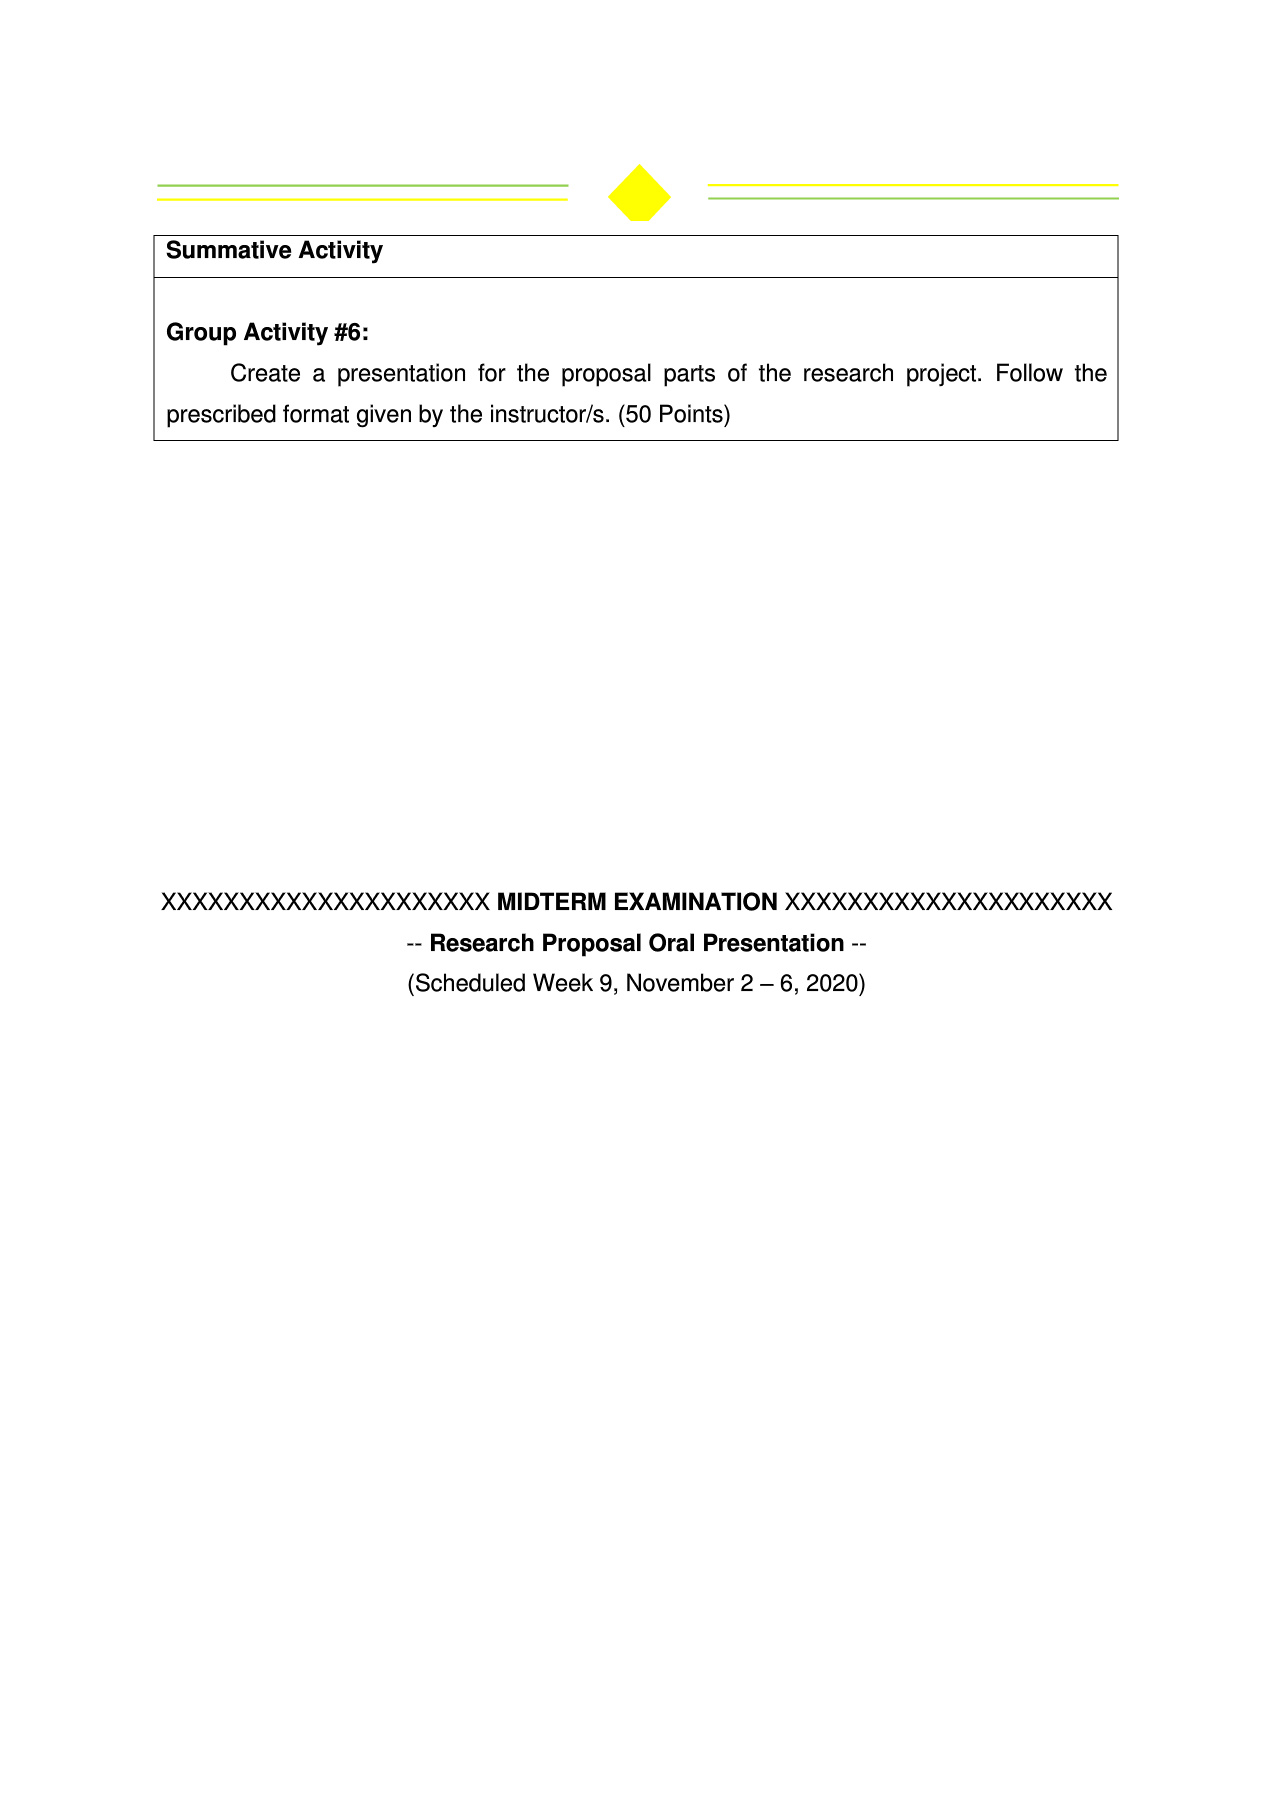 Summative Activity
Group Activity #6:
Create a presentation for the proposal parts of the research project. Follow the
prescribed format given by the instructor/s. (50 Points)
XXXXXXXXXXXXXXXXXXXXX MIDTERM EXAMINATION XXXXXXXXXXXXXXXXXXXXX
-- Research Proposal Oral Presentation --
(Scheduled Week 9, November 2 – 6, 2020)